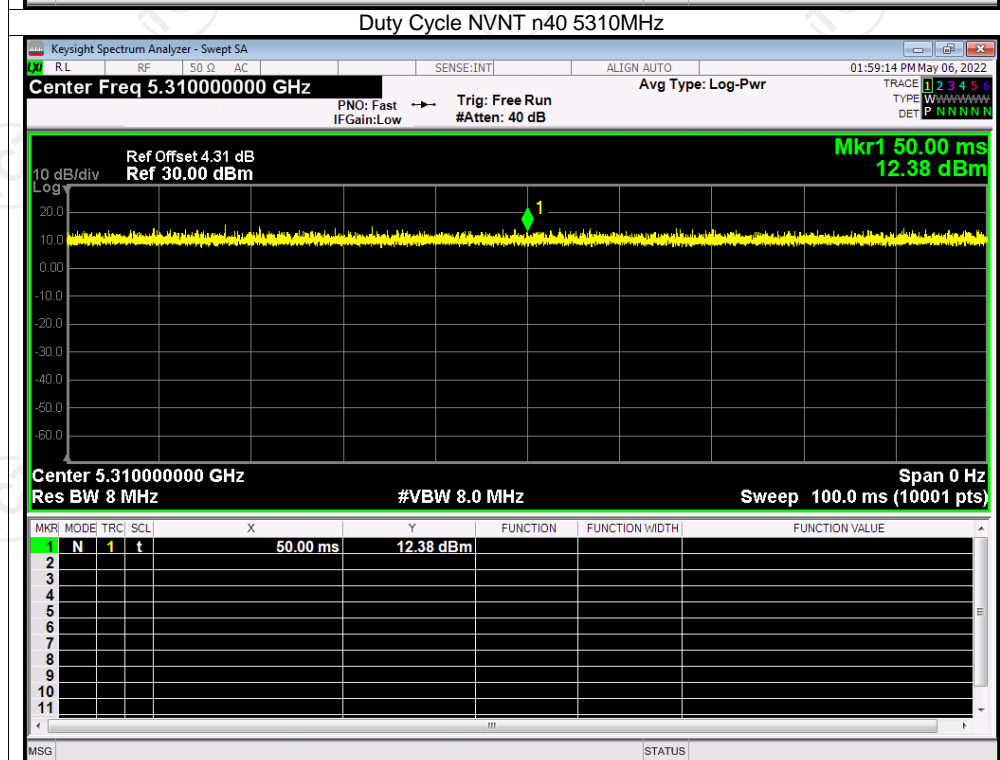 Duty Cycle NVNT n40 5310MHz
Keysight Spectrum Analyzer - Swept SA
LXI RL RF 50 Ω AC SENSE:INT ALIGN AUTO 01:59:14 PM May 06, 2022
Center Freq 5.310000000 GHz Avg Type: Log-Pwr TRACE 1 2 3 4 5 6
PNO: Fast Trig: Free Run TYPE WWWWWW
IFGain:Low #Atten: 40 dB DET P N N N N N
Mkr1 50.00 ms
Ref Offset 4.31 dB
10 dB/div Ref 30.00 dBm 12.38 dBm
Log
1
20.0
10.0
0.00
-10.0
-20.0
-30.0
-40.0
-50.0
-60.0
Center 5.310000000 GHz Span 0 Hz
Res BW 8 MHz #VBW 8.0 MHz Sweep 100.0 ms (10001 pts)
MKR MODE TRC SCL X Y FUNCTION FUNCTION WIDTH FUNCTION VALUE
1 N 1 t 50.00 ms 12.38 dBm
2
3
4
5
6
7
8
9
10
11
MSG STATUS